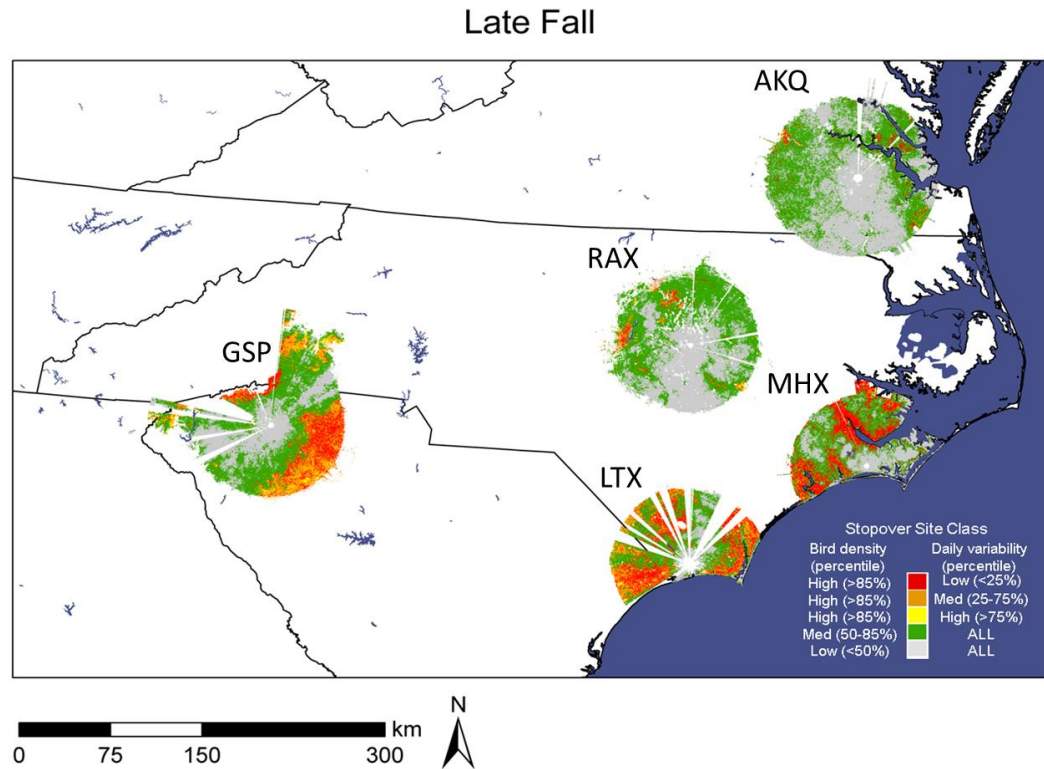 Late Fall
AKQ
RAX
GSP
MHX
LTX
Stopover Site Class
Bird density Daily variability
(percentile) (percentile)
High (>85%) Low (<25%)
High (>85%) Med (25-75%)
High (>85%) High (>75%)
Med (50-85%) ALL
Low (<50%) ALL
km
0 75 150 300
N